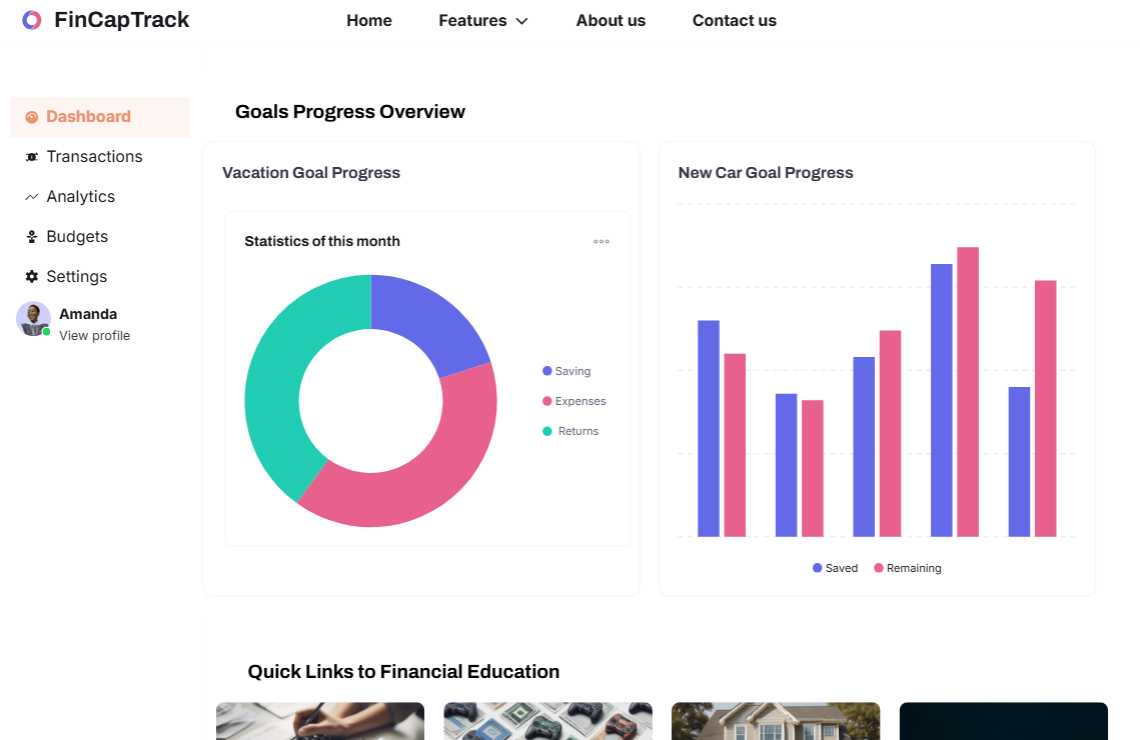 FinCapTrack
Home
Features
About us
Contact us
Dashboard
Transactions
Analytics
Budgets
Settings
Amanda
View profile
Goals Progress Overview
Vacation Goal Progress
Statistics of this month
Saving
Expenses
Returns
New Car Goal Progress
Saved
Remaining
Quick Links to Financial Education